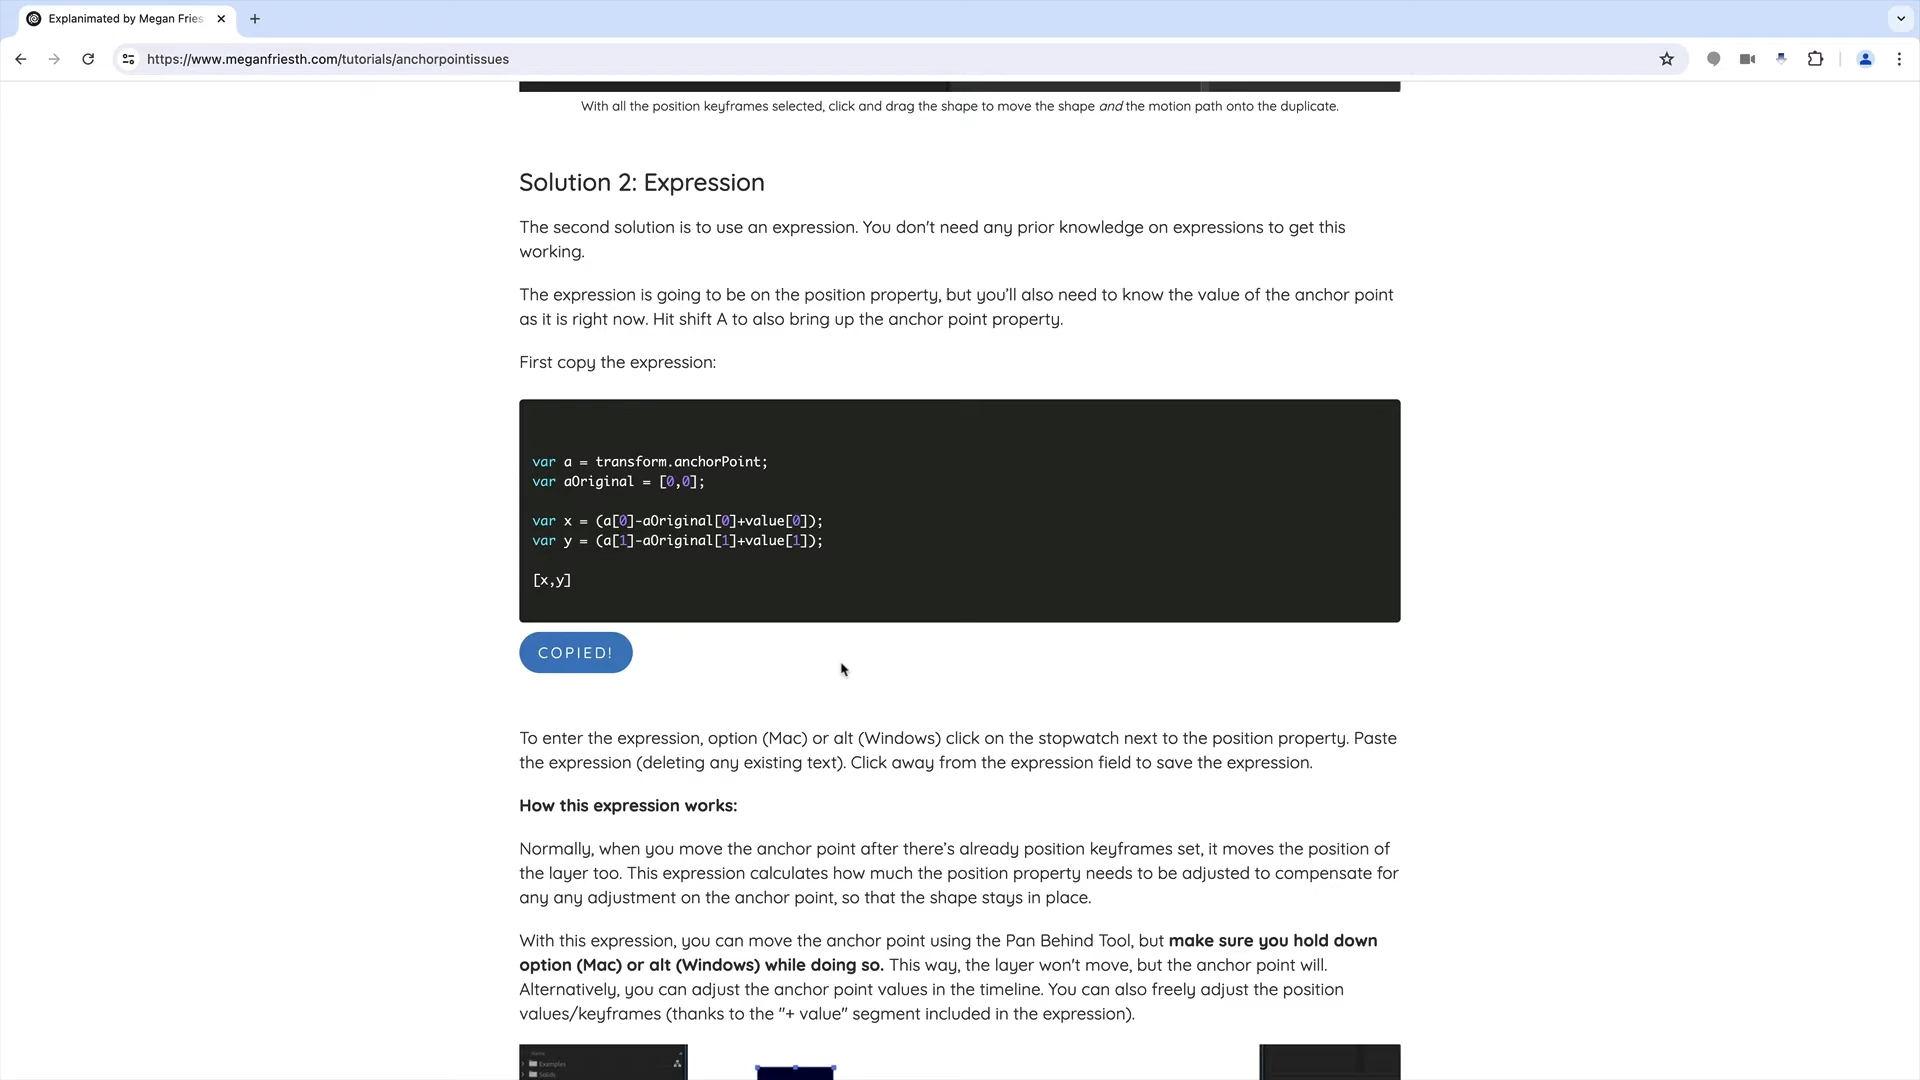 Explanimated by Megan Fries
https://www.meganfriesth.com/tutorials/anchorpointissues
With all the position keyframes selected, click and drag the shape to move the shape and the motion path onto the duplicate.
Solution 2: Expression
The second solution is to use an expression. You don't need any prior knowledge on expressions to get this
working.
The expression is going to be on the position property, but you'll also need to know the value of the anchor point
as it is right now. Hit shift A to also bring up the anchor point property.
First copy the expression:
var a = transform.anchorPoint;
var aOriginal = [0,0];
var x = (a[0]-aOriginal[0]+value[0]);
var y = (a[1]-aOriginal[1]+value[1]);
[x,y]
COPIED!
To enter the expression, option (Mac) or alt (Windows) click on the stopwatch next to the position property. Paste
the expression (deleting any existing text). Click away from the expression field to save the expression.
How this expression works:
Normally, when you move the anchor point after there's already position keyframes set, it moves the position of
the layer too. This expression calculates how much the position property needs to be adjusted to compensate for
any any adjustment on the anchor point, so that the shape stays in place.
With this expression, you can move the anchor point using the Pan Behind Tool, but make sure you hold down
option (Mac) or alt (Windows) while doing so. This way, the layer won't move, but the anchor point will.
Alternatively, you can adjust the anchor point values in the timeline. You can also freely adjust the position
values/keyframes (thanks to the "+ value" segment included in the expression).
Name
Examples
Solids